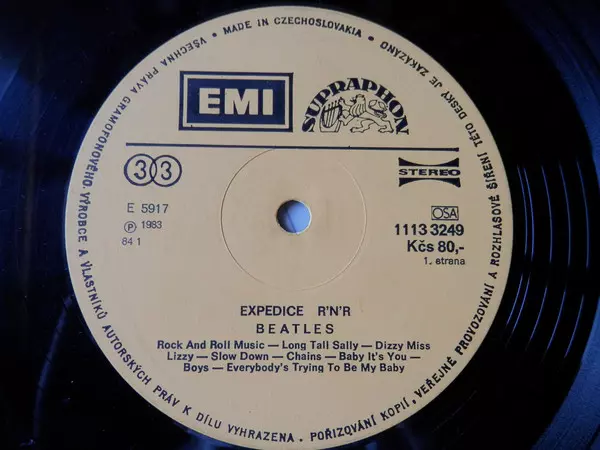 MADE IN CZECHOSLOVAKIA
VŠECHNA PRÁVA GRAMOFONOVÉHO VÝROBCE A VLASTNÍKŮ AUTORSKÝCH PRÁV K DÍLU VYHRAZENA. POŘIZOVÁNÍ KOPIÍ, VEŘEJNÉ PROVOZOVÁNÍ A ROZHLASOVÉ ŠÍŘENÍ TÉTO DESKY JE ZAKÁZÁNO
EMI
SUPRAPHON
33
STEREO
E 5917
OSA
Ⓟ 1983
1113 3249
84 1
Kčs 80,-
1. strana
EXPEDICE R'N'R
BEATLES
Rock And Roll Music — Long Tall Sally — Dizzy Miss
Lizzy — Slow Down — Chains — Baby It's You —
Boys — Everybody's Trying To Be My Baby